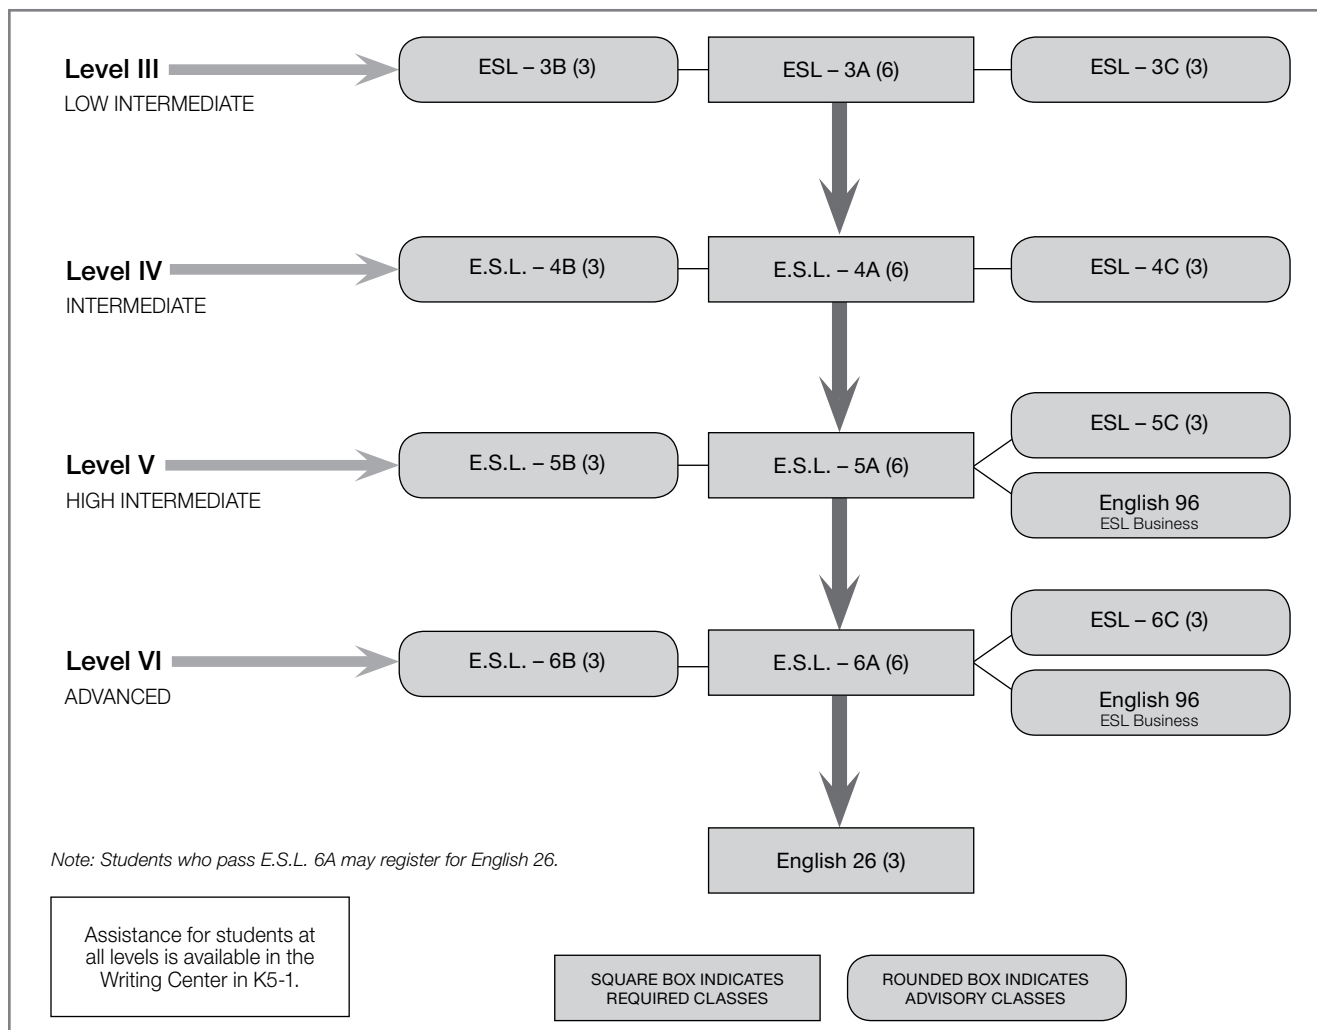 Level III
LOW INTERMEDIATE
ESL – 3B (3)
ESL – 3A (6)
ESL – 3C (3)
Level IV
INTERMEDIATE
E.S.L. – 4B (3)
E.S.L. – 4A (6)
ESL – 4C (3)
Level V
HIGH INTERMEDIATE
E.S.L. – 5B (3)
E.S.L. – 5A (6)
ESL – 5C (3)
English 96
ESL Business
Level VI
ADVANCED
E.S.L. – 6B (3)
E.S.L. – 6A (6)
ESL – 6C (3)
English 96
ESL Business
English 26 (3)
Note: Students who pass E.S.L. 6A may register for English 26.
Assistance for students at
all levels is available in the
Writing Center in K5-1.
SQUARE BOX INDICATES
REQUIRED CLASSES
ROUNDED BOX INDICATES
ADVISORY CLASSES